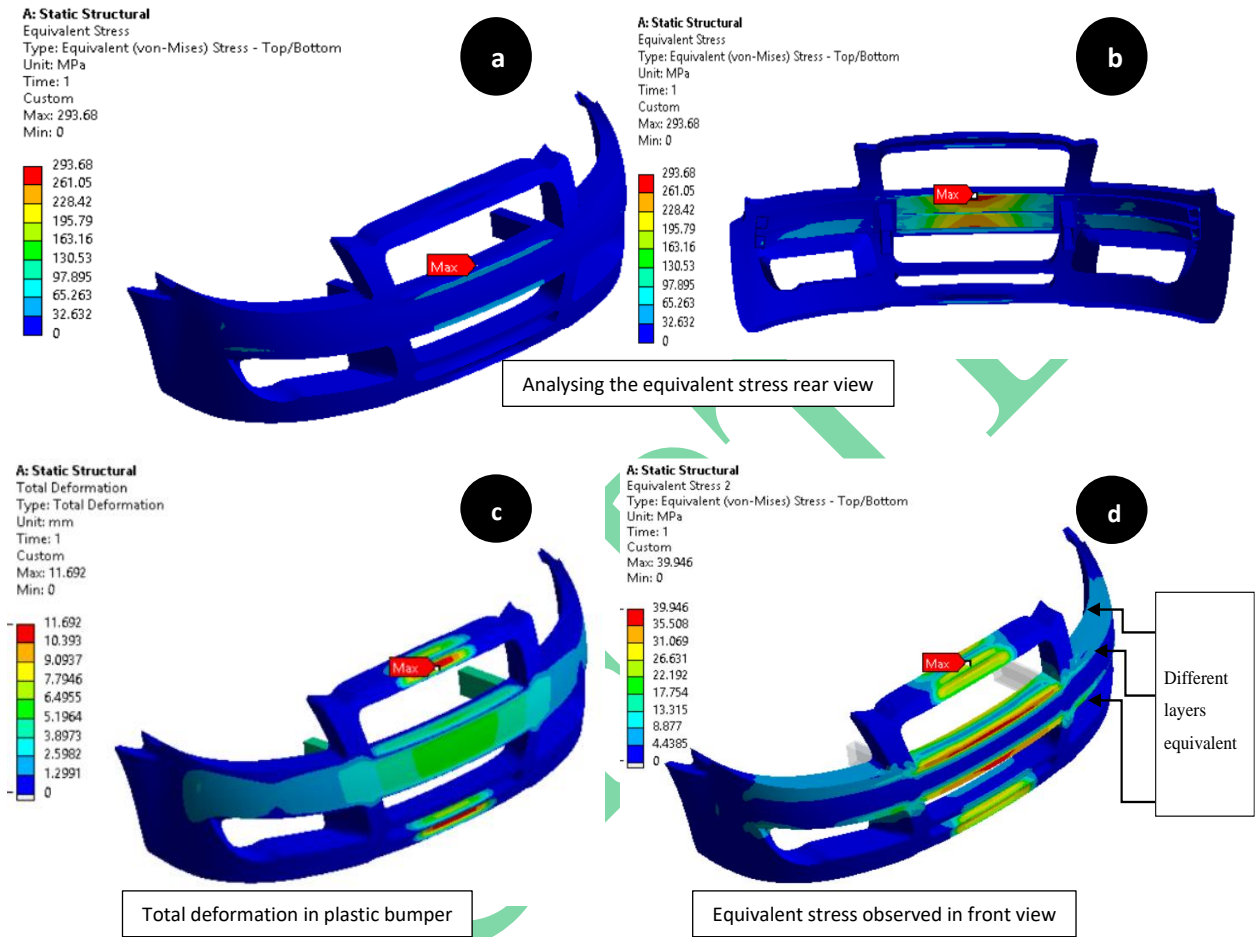 A: Static Structural
Equivalent Stress
Type: Equivalent (von-Mises) Stress - Top/Bottom
Unit: MPa
Time: 1
Custom
Max: 293.68
Min: 0
293.68
261.05
228.42
195.79
163.16
130.53
97.895
65.263
32.632
0
Max
a
A: Static Structural
Equivalent Stress
Type: Equivalent (von-Mises) Stress - Top/Bottom
Unit: MPa
Time: 1
Custom
Max: 293.68
Min: 0
293.68
261.05
228.42
195.79
163.16
130.53
97.895
65.263
32.632
0
Max
b
Analysing the equivalent stress rear view
A: Static Structural
Total Deformation
Type: Total Deformation
Unit: mm
Time: 1
Custom
Max: 11.692
Min: 0
11.692
10.393
9.0937
7.7946
6.4955
5.1964
3.8973
2.5982
1.2991
0
Max
c
Total deformation in plastic bumper
A: Static Structural
Equivalent Stress 2
Type: Equivalent (von-Mises) Stress - Top/Bottom
Unit: MPa
Time: 1
Custom
Max: 39.946
Min: 0
39.946
35.508
31.069
26.631
22.192
17.754
13.315
8.877
4.4385
0
Max
d
Different
layers
equivalent
Equivalent stress observed in front view